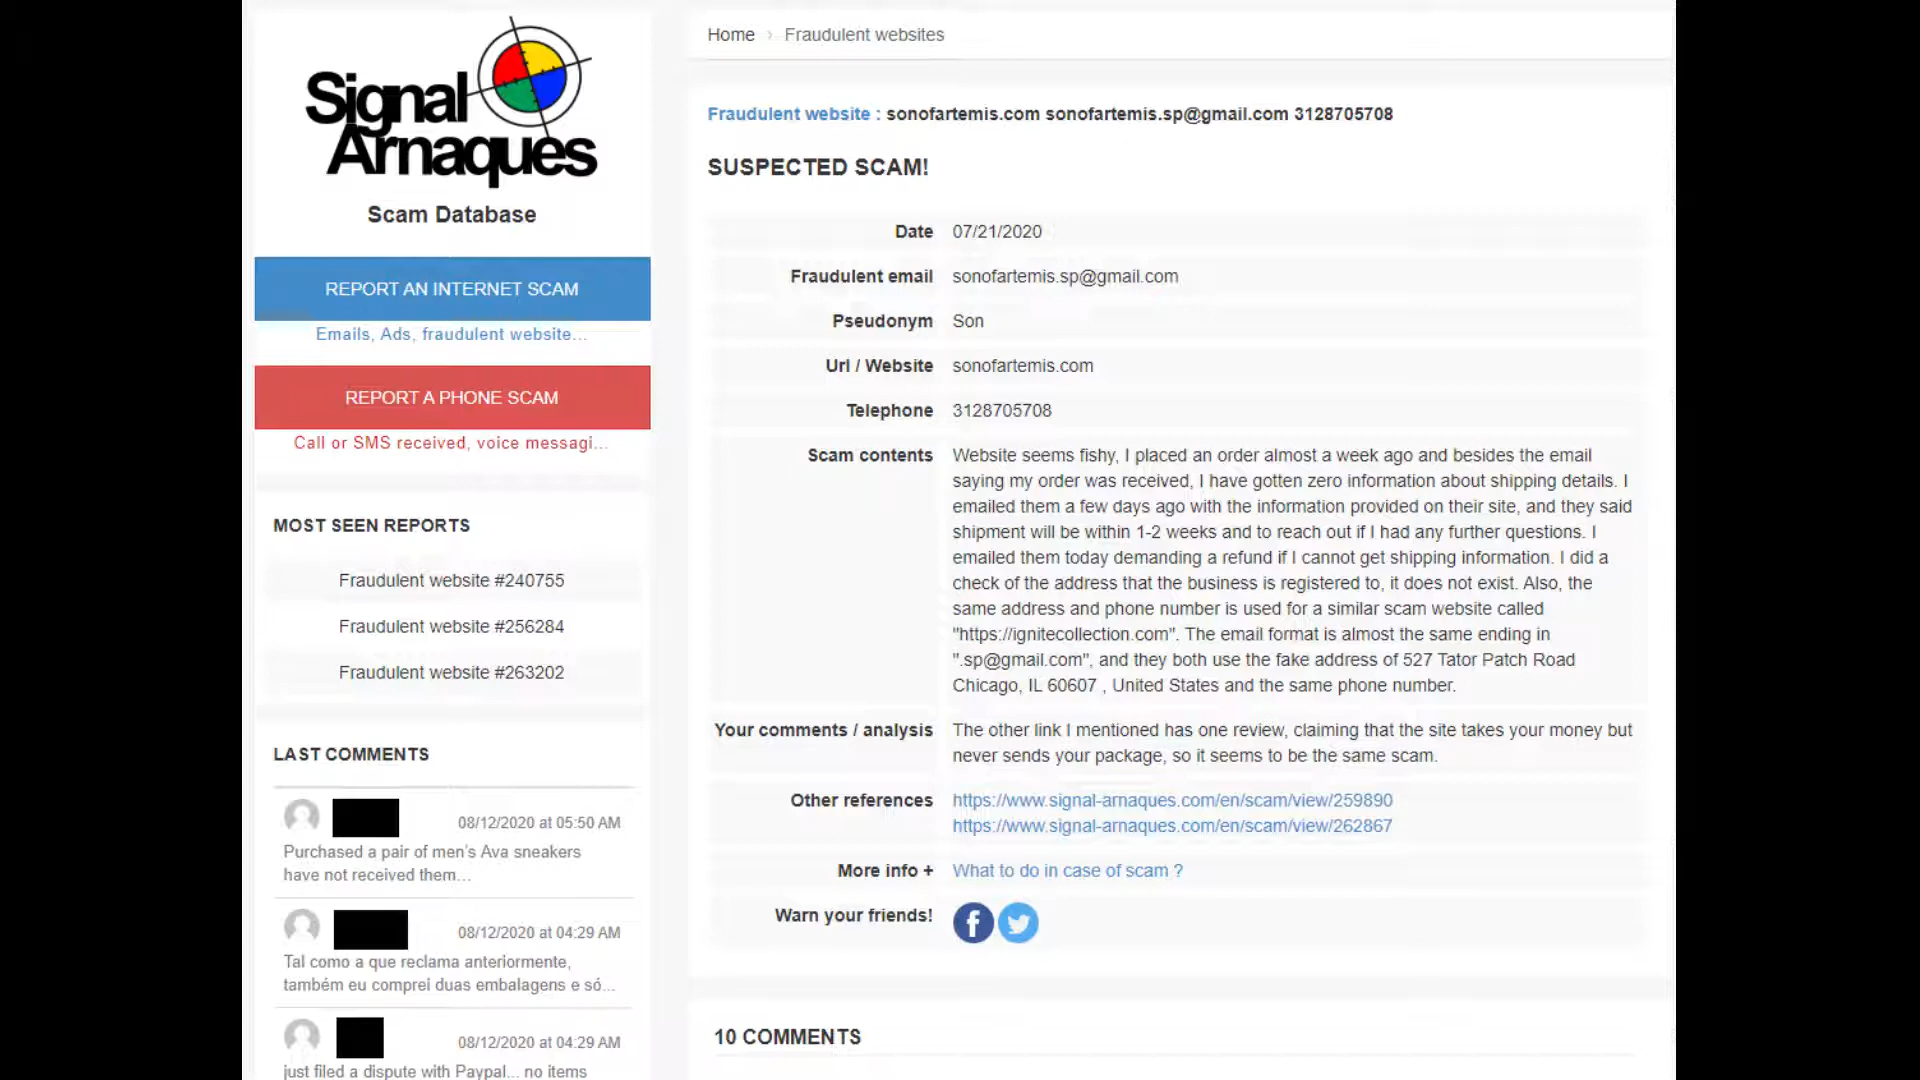 Signal
Arnaques
Scam Database
REPORT AN INTERNET SCAM
Emails, Ads, fraudulent website...
REPORT A PHONE SCAM
Call or SMS received, voice messagi...
MOST SEEN REPORTS
Fraudulent website #240755
Fraudulent website #256284
Fraudulent website #263202
LAST COMMENTS
08/12/2020 at 05:50 AM
Purchased a pair of men's Ava sneakers
have not received them...
08/12/2020 at 04:29 AM
Tal como a que reclama anteriormente,
também eu comprei duas embalagens e só...
08/12/2020 at 04:29 AM
just filed a dispute with Paypal... no items
Home › Fraudulent websites
Fraudulent website : sonofartemis.com sonofartemis.sp@gmail.com 3128705708
SUSPECTED SCAM!
Date 07/21/2020
Fraudulent email sonofartemis.sp@gmail.com
Pseudonym Son
Url / Website sonofartemis.com
Telephone 3128705708
Scam contents Website seems fishy, I placed an order almost a week ago and besides the email
saying my order was received, I have gotten zero information about shipping details. I
emailed them a few days ago with the information provided on their site, and they said
shipment will be within 1-2 weeks and to reach out if I had any further questions. I
emailed them today demanding a refund if I cannot get shipping information. I did a
check of the address that the business is registered to, it does not exist. Also, the
same address and phone number is used for a similar scam website called
"https://ignitecollection.com". The email format is almost the same ending in
".sp@gmail.com", and they both use the fake address of 527 Tator Patch Road
Chicago, IL 60607 , United States and the same phone number.
Your comments / analysis The other link I mentioned has one review, claiming that the site takes your money but
never sends your package, so it seems to be the same scam.
Other references https://www.signal-arnaques.com/en/scam/view/259890
https://www.signal-arnaques.com/en/scam/view/262867
More info + What to do in case of scam ?
Warn your friends!
10 COMMENTS